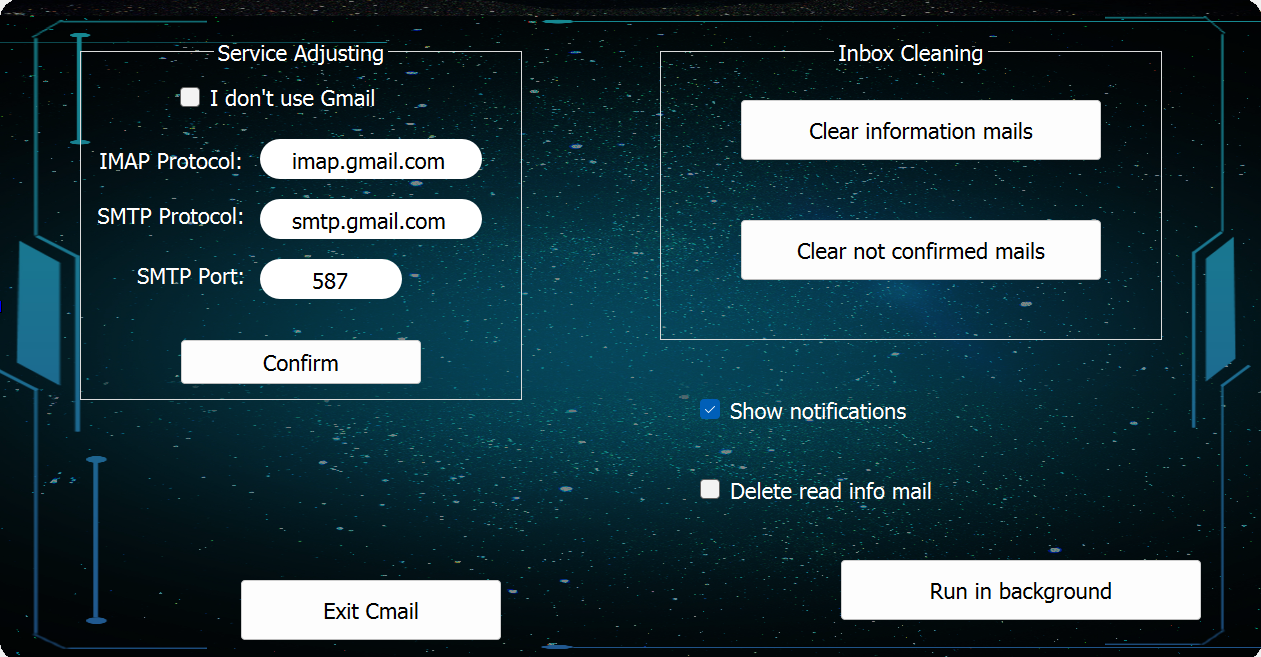 Service Adjusting
I don't use Gmail
IMAP Protocol: imap.gmail.com
SMTP Protocol: smtp.gmail.com
SMTP Port: 587
Confirm
Inbox Cleaning
Clear information mails
Clear not confirmed mails
Show notifications
Delete read info mail
Exit Cmail
Run in background